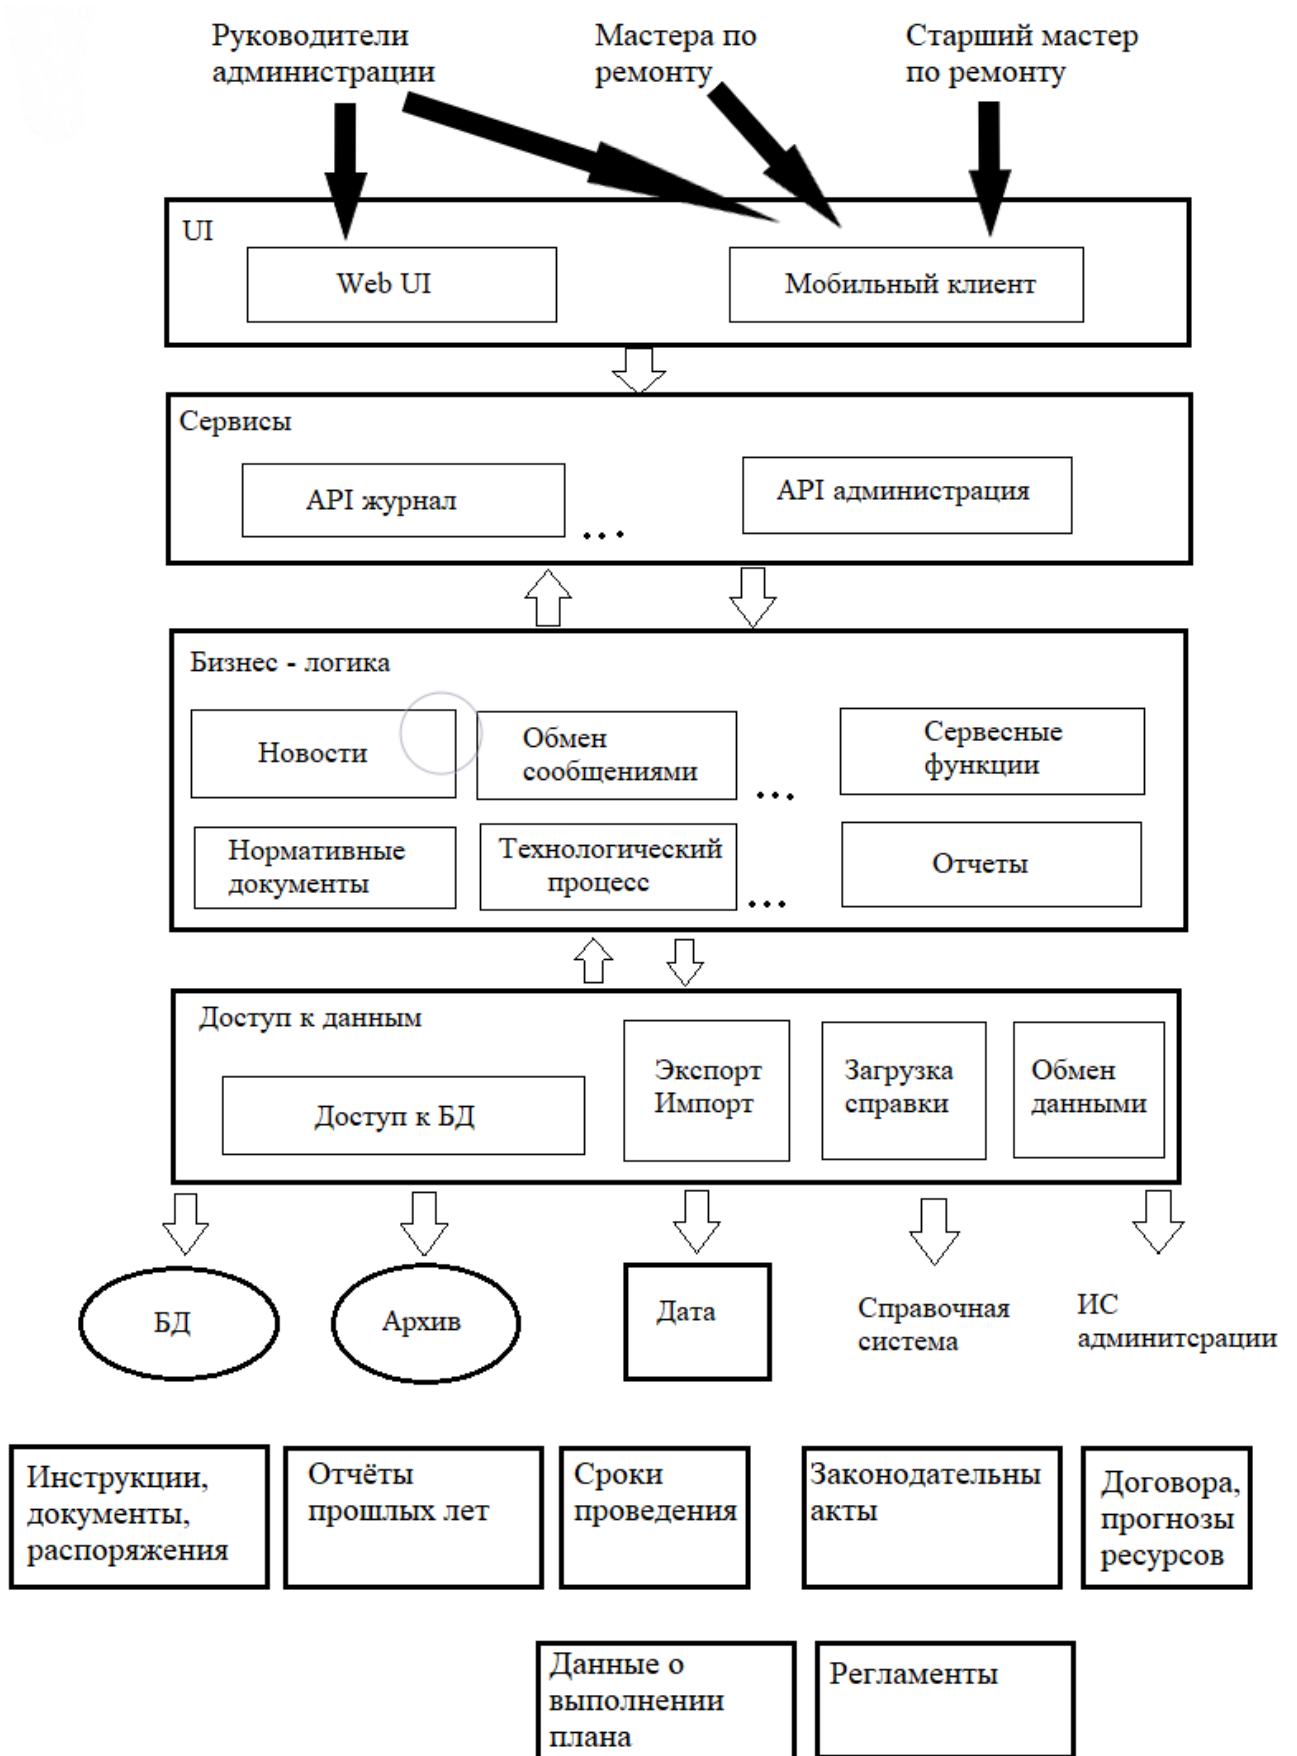 Руководители
администрации
Мастера по
ремонту
Старший мастер
по ремонту
UI
Web UI
Мобильный клиент
Сервисы
API журнал
...
API администрация
Бизнес - логика
Новости
Обмен
сообщениями
...
Сервесные
функции
Нормативные
документы
Технологический
процесс
...
Отчеты
Доступ к данным
Доступ к БД
Экспорт
Импорт
Загрузка
справки
Обмен
данными
БД
Архив
Дата
Справочная
система
ИС
админитсрации
Инструкции,
документы,
распоряжения
Отчёты
прошлых лет
Сроки
проведения
Законодательны
акты
Договора,
прогнозы
ресурсов
Данные о
выполнении
плана
Регламенты